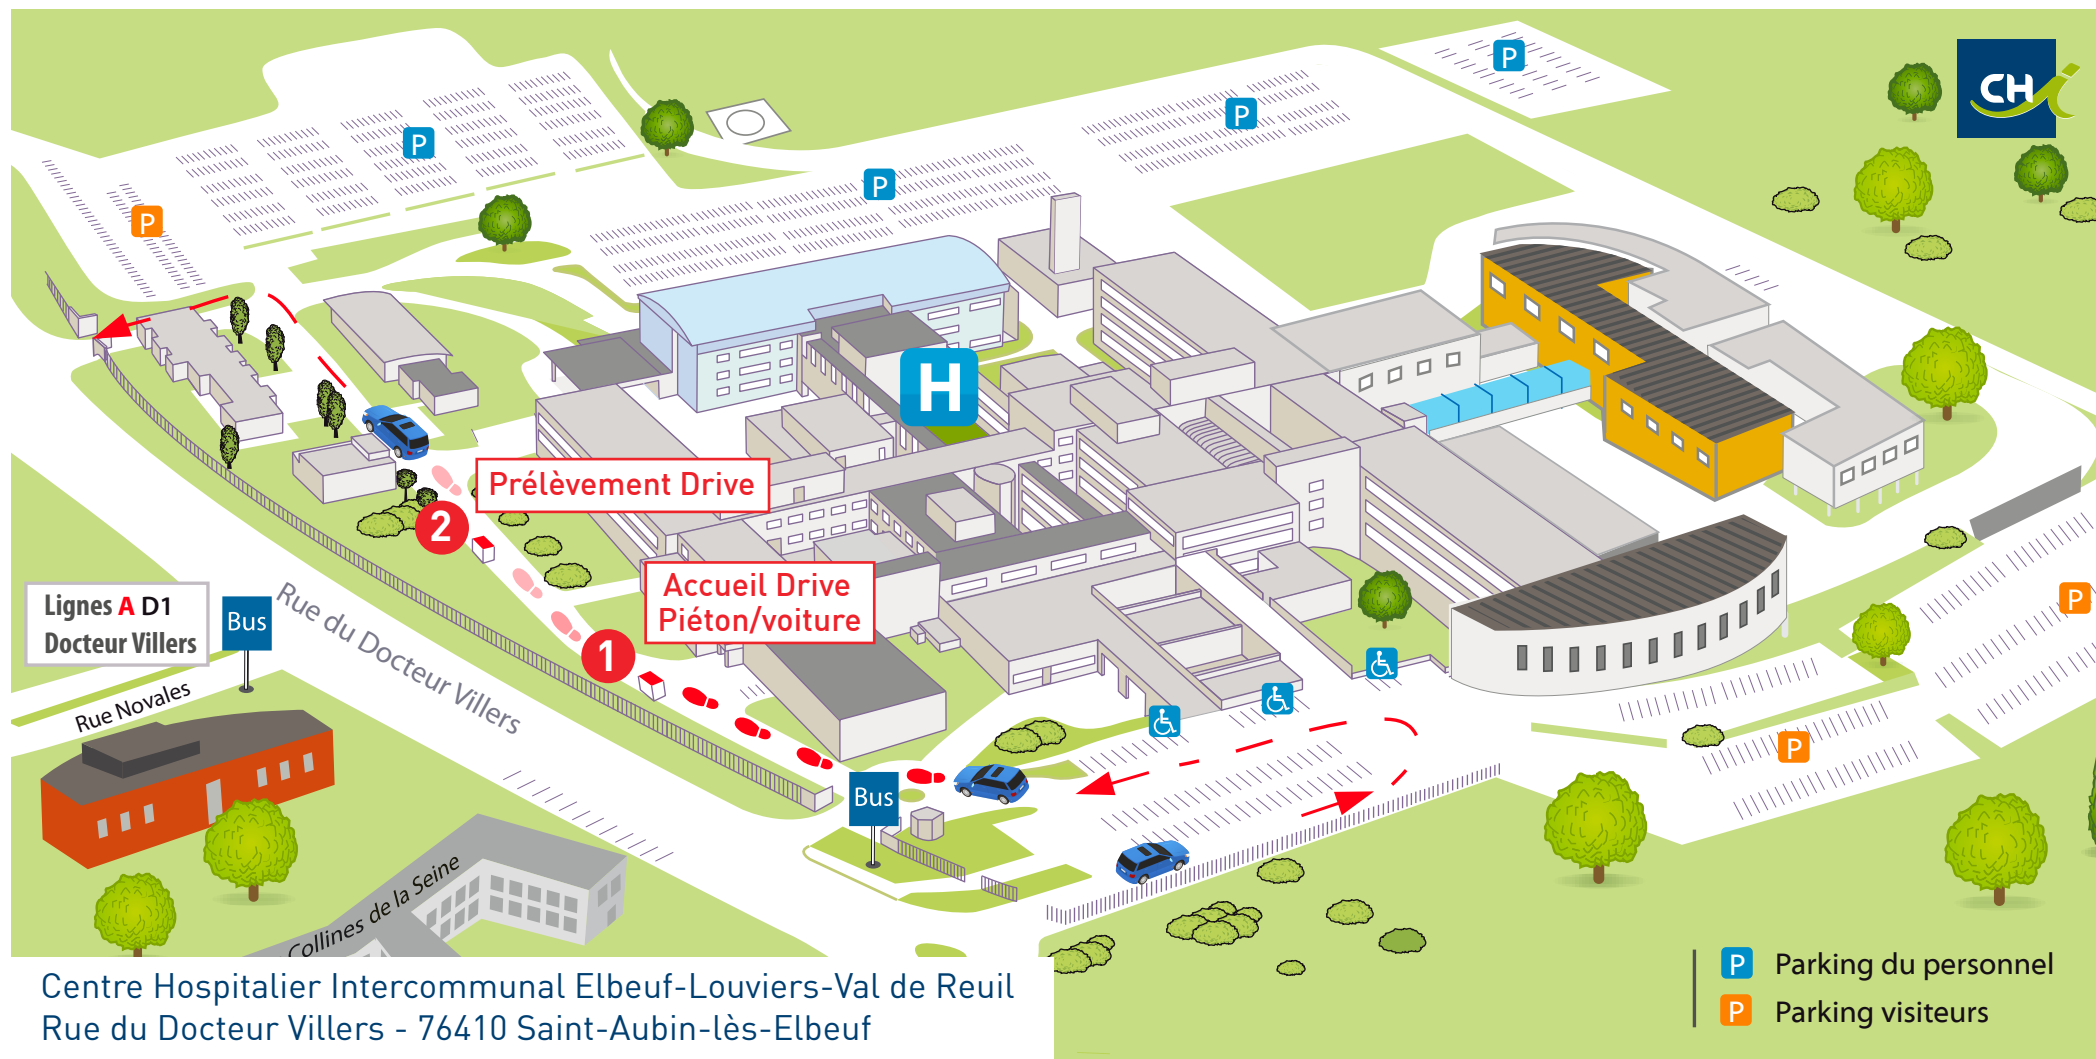 P
P
P
P
P
CH
P
H
Prélèvement Drive
2
Accueil Drive
Piéton/voiture
1
Lignes A D1
Docteur Villers
Bus
Rue du Docteur Villers
Rue Novales
P
P
Bus
Collines de la Seine
Centre Hospitalier Intercommunal Elbeuf-Louviers-Val de Reuil
Rue du Docteur Villers - 76410 Saint-Aubin-lès-Elbeuf
P Parking du personnel
P Parking visiteurs